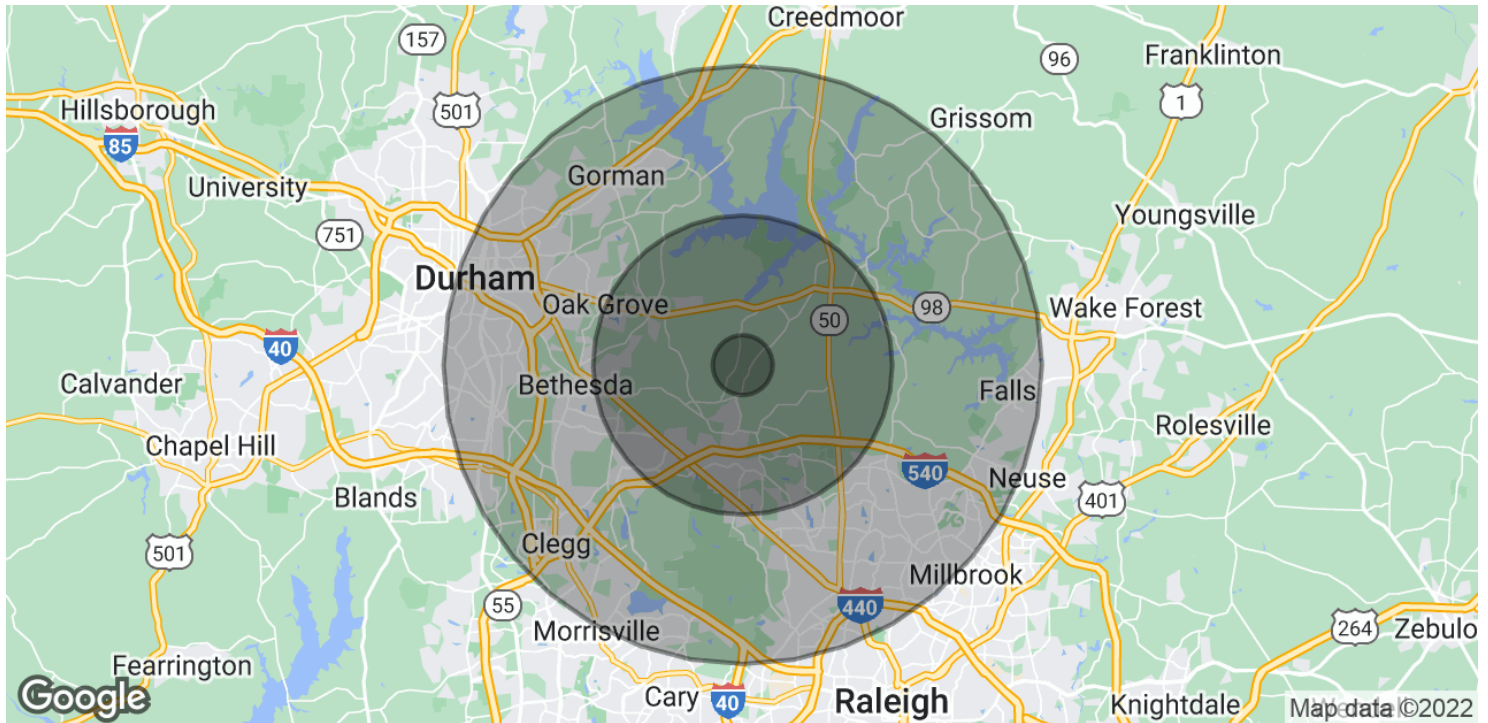 Creedmoor
157
96
Franklinton
Hillsborough
501
1
85
Grissom
Gorman
University
Youngsville
751
Durham
Oak Grove
98
Wake Forest
50
40
Calvander
Bethesda
Falls
Rolesville
Chapel Hill
540
Neuse
Blands
401
501
Clegg
Millbrook
55
440
Morrisville
264
Zebulo
Fearrington
Google
Cary
40
Raleigh
Knightdale
Map data ©2022